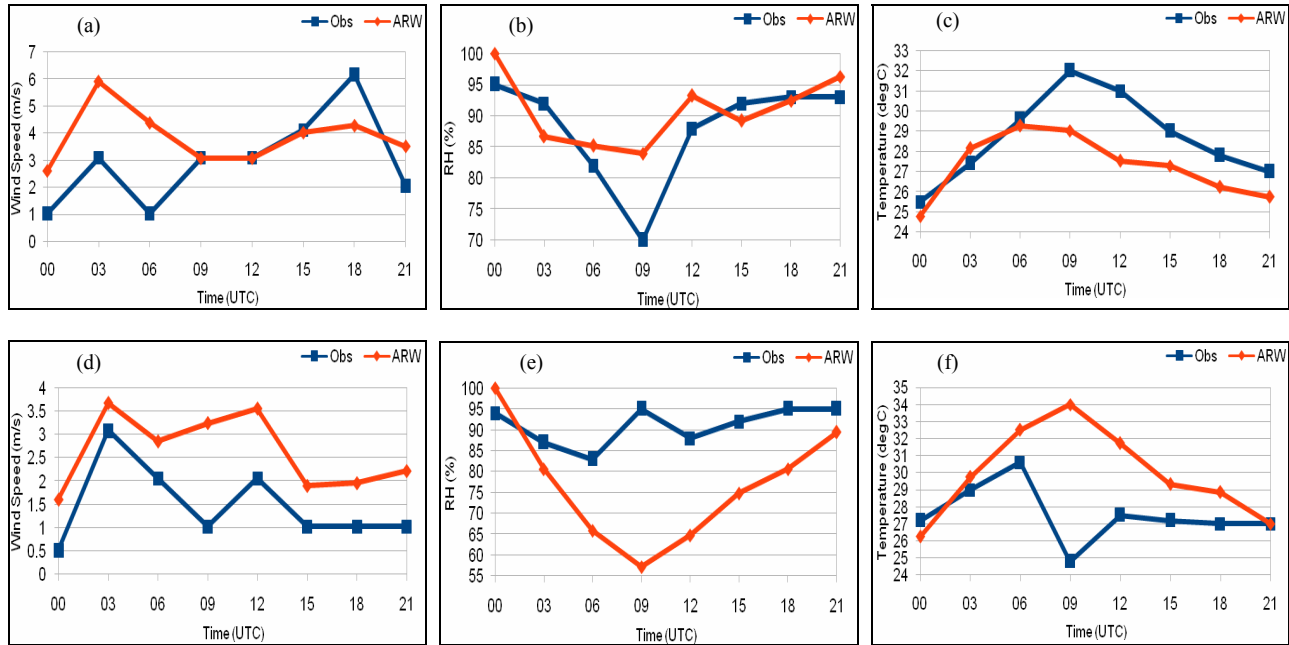 (a)
Obs ARW
Wind Speed (m/s)
7
6
5
4
3
2
1
0
00 03 06 09 12 15 18 21
Time (UTC)
(b)
Obs ARW
RH (%)
100
95
90
85
80
75
70
00 03 06 09 12 15 18 21
Time (UTC)
(c)
Obs ARW
Temperature (deg C)
33
32
31
30
29
28
27
26
25
24
00 03 06 09 12 15 18 21
Time (UTC)
(d)
Obs ARW
Wind Speed (m/s)
4
3.5
3
2.5
2
1.5
1
0.5
0
00 03 06 09 12 15 18 21
Time (UTC)
(e)
Obs ARW
RH (%)
100
95
90
85
80
75
70
65
60
55
00 03 06 09 12 15 18 21
Time (UTC)
(f)
Obs ARW
Temperature (deg C)
35
34
33
32
31
30
29
28
27
26
25
24
00 03 06 09 12 15 18 21
Time (UTC)